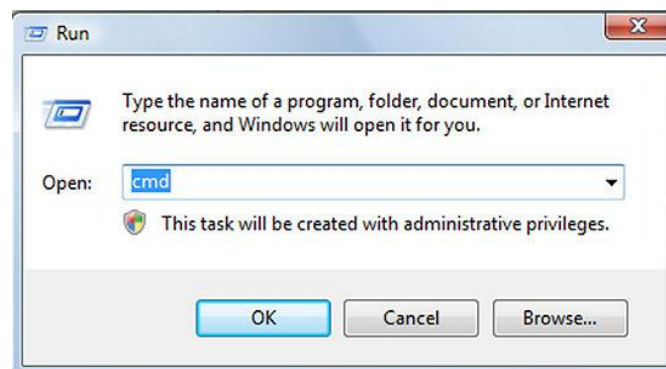 Run
Type the name of a program, folder, document, or Internet
resource, and Windows will open it for you.
Open: cmd
This task will be created with administrative privileges.
OK Cancel Browse...